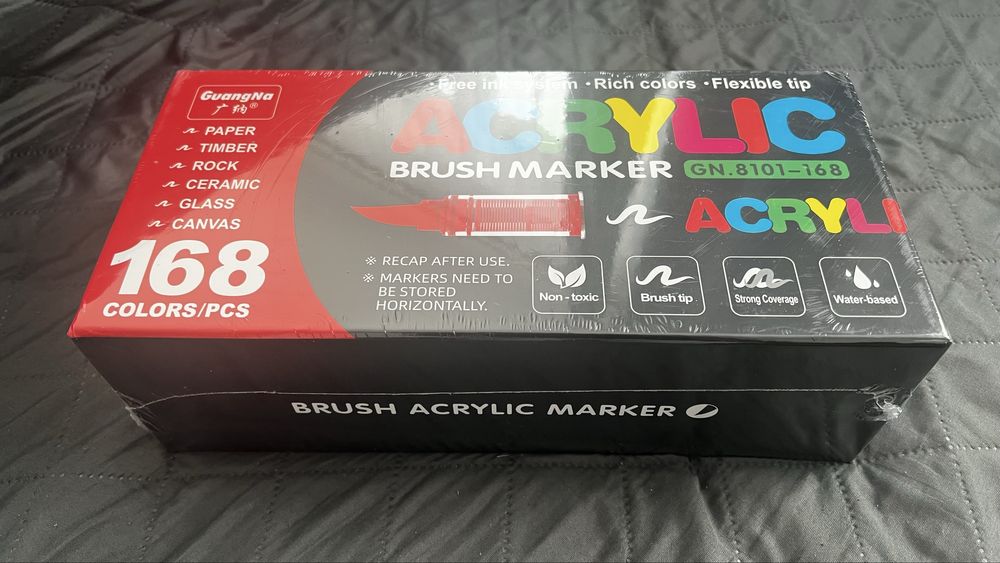 GuangNa
广纳®
PAPER
TIMBER
ROCK
CERAMIC
GLASS
CANVAS
168
COLORS/PCS
·Free ink system ·Rich colors ·Flexible tip
ACRYLIC
BRUSH MARKER GN.8101-168
ACRYLI
※ RECAP AFTER USE.
※ MARKERS NEED TO
BE STORED
HORIZONTALLY.
Non-toxic
Brush tip
Strong Coverage
Water-based
BRUSH ACRYLIC MARKER